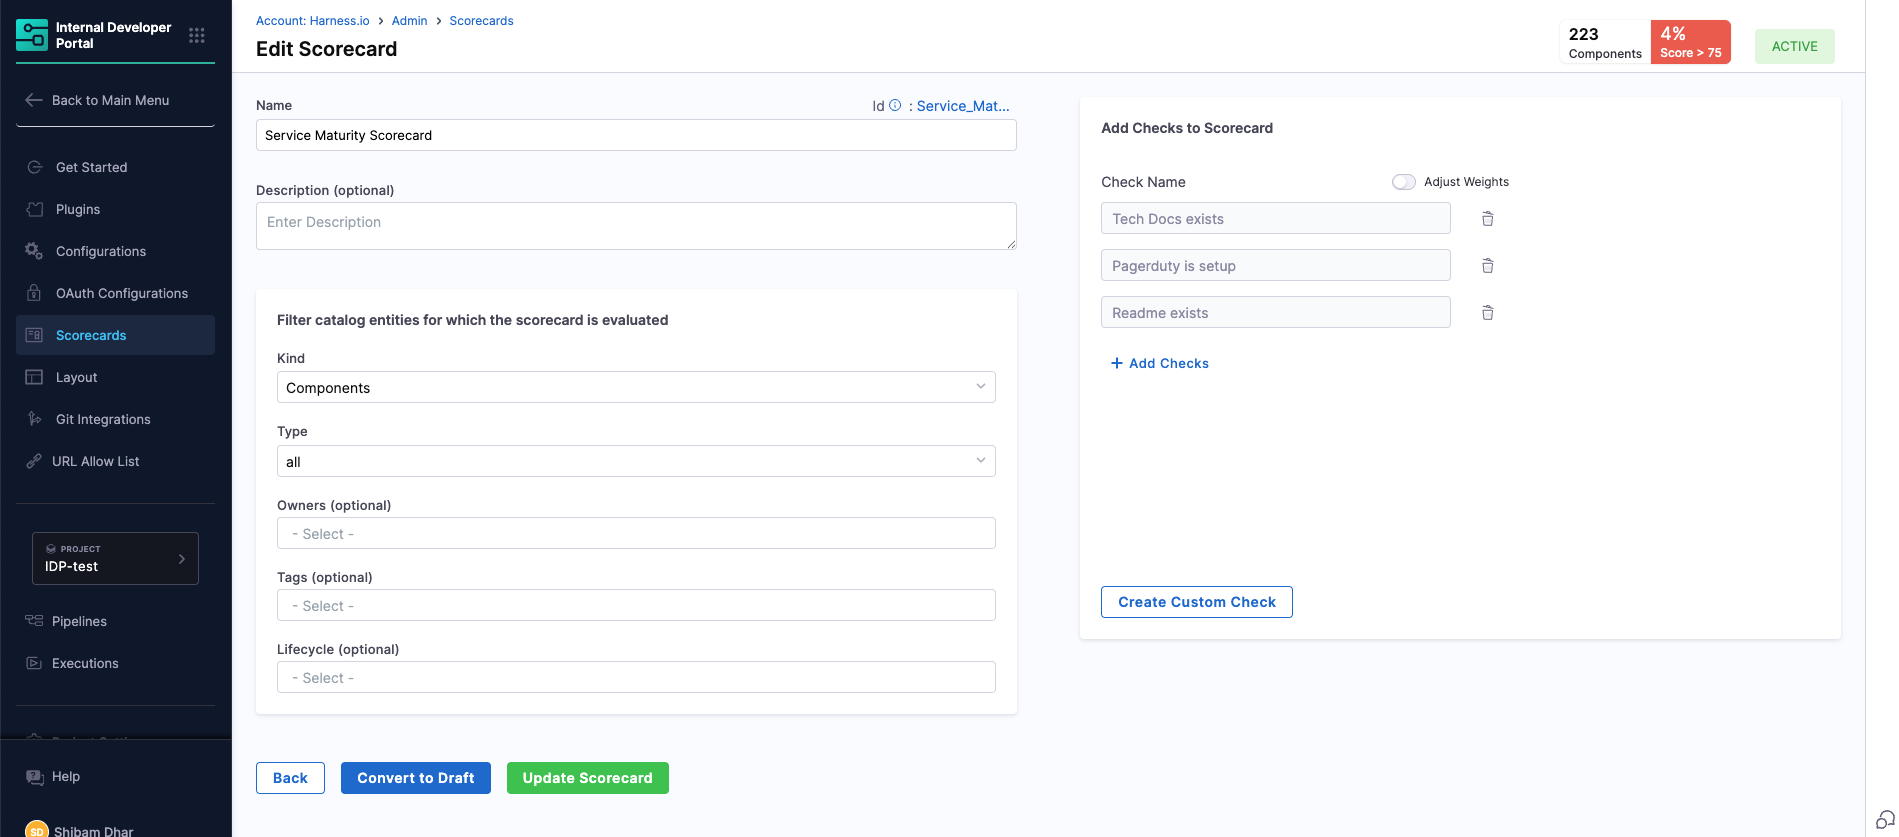 Internal Developer
Portal
Back to Main Menu
Get Started
Plugins
Configurations
OAuth Configurations
Scorecards
Layout
Git Integrations
URL Allow List
PROJECT
IDP-test
Pipelines
Executions
Help
SD
Shibam Dhar
Account: Harness.io > Admin > Scorecards
Edit Scorecard
223
Components
4%
Score > 75
ACTIVE
Name
Id : Service_Mat...
Service Maturity Scorecard
Description (optional)
Enter Description
Filter catalog entities for which the scorecard is evaluated
Kind
Components
Type
all
Owners (optional)
- Select -
Tags (optional)
- Select -
Lifecycle (optional)
- Select -
Back
Convert to Draft
Update Scorecard
Add Checks to Scorecard
Check Name
Adjust Weights
Tech Docs exists
Pagerduty is setup
Readme exists
+ Add Checks
Create Custom Check